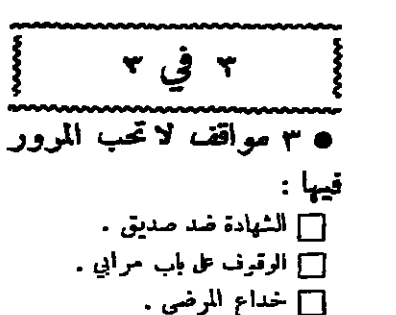 ٣ في ٣
● ٣ مواقف لا تحب المرور
فيها :
□ الشهادة ضد صديق .
□ الوقوف على باب مرابي .
□ خداع المرضى .